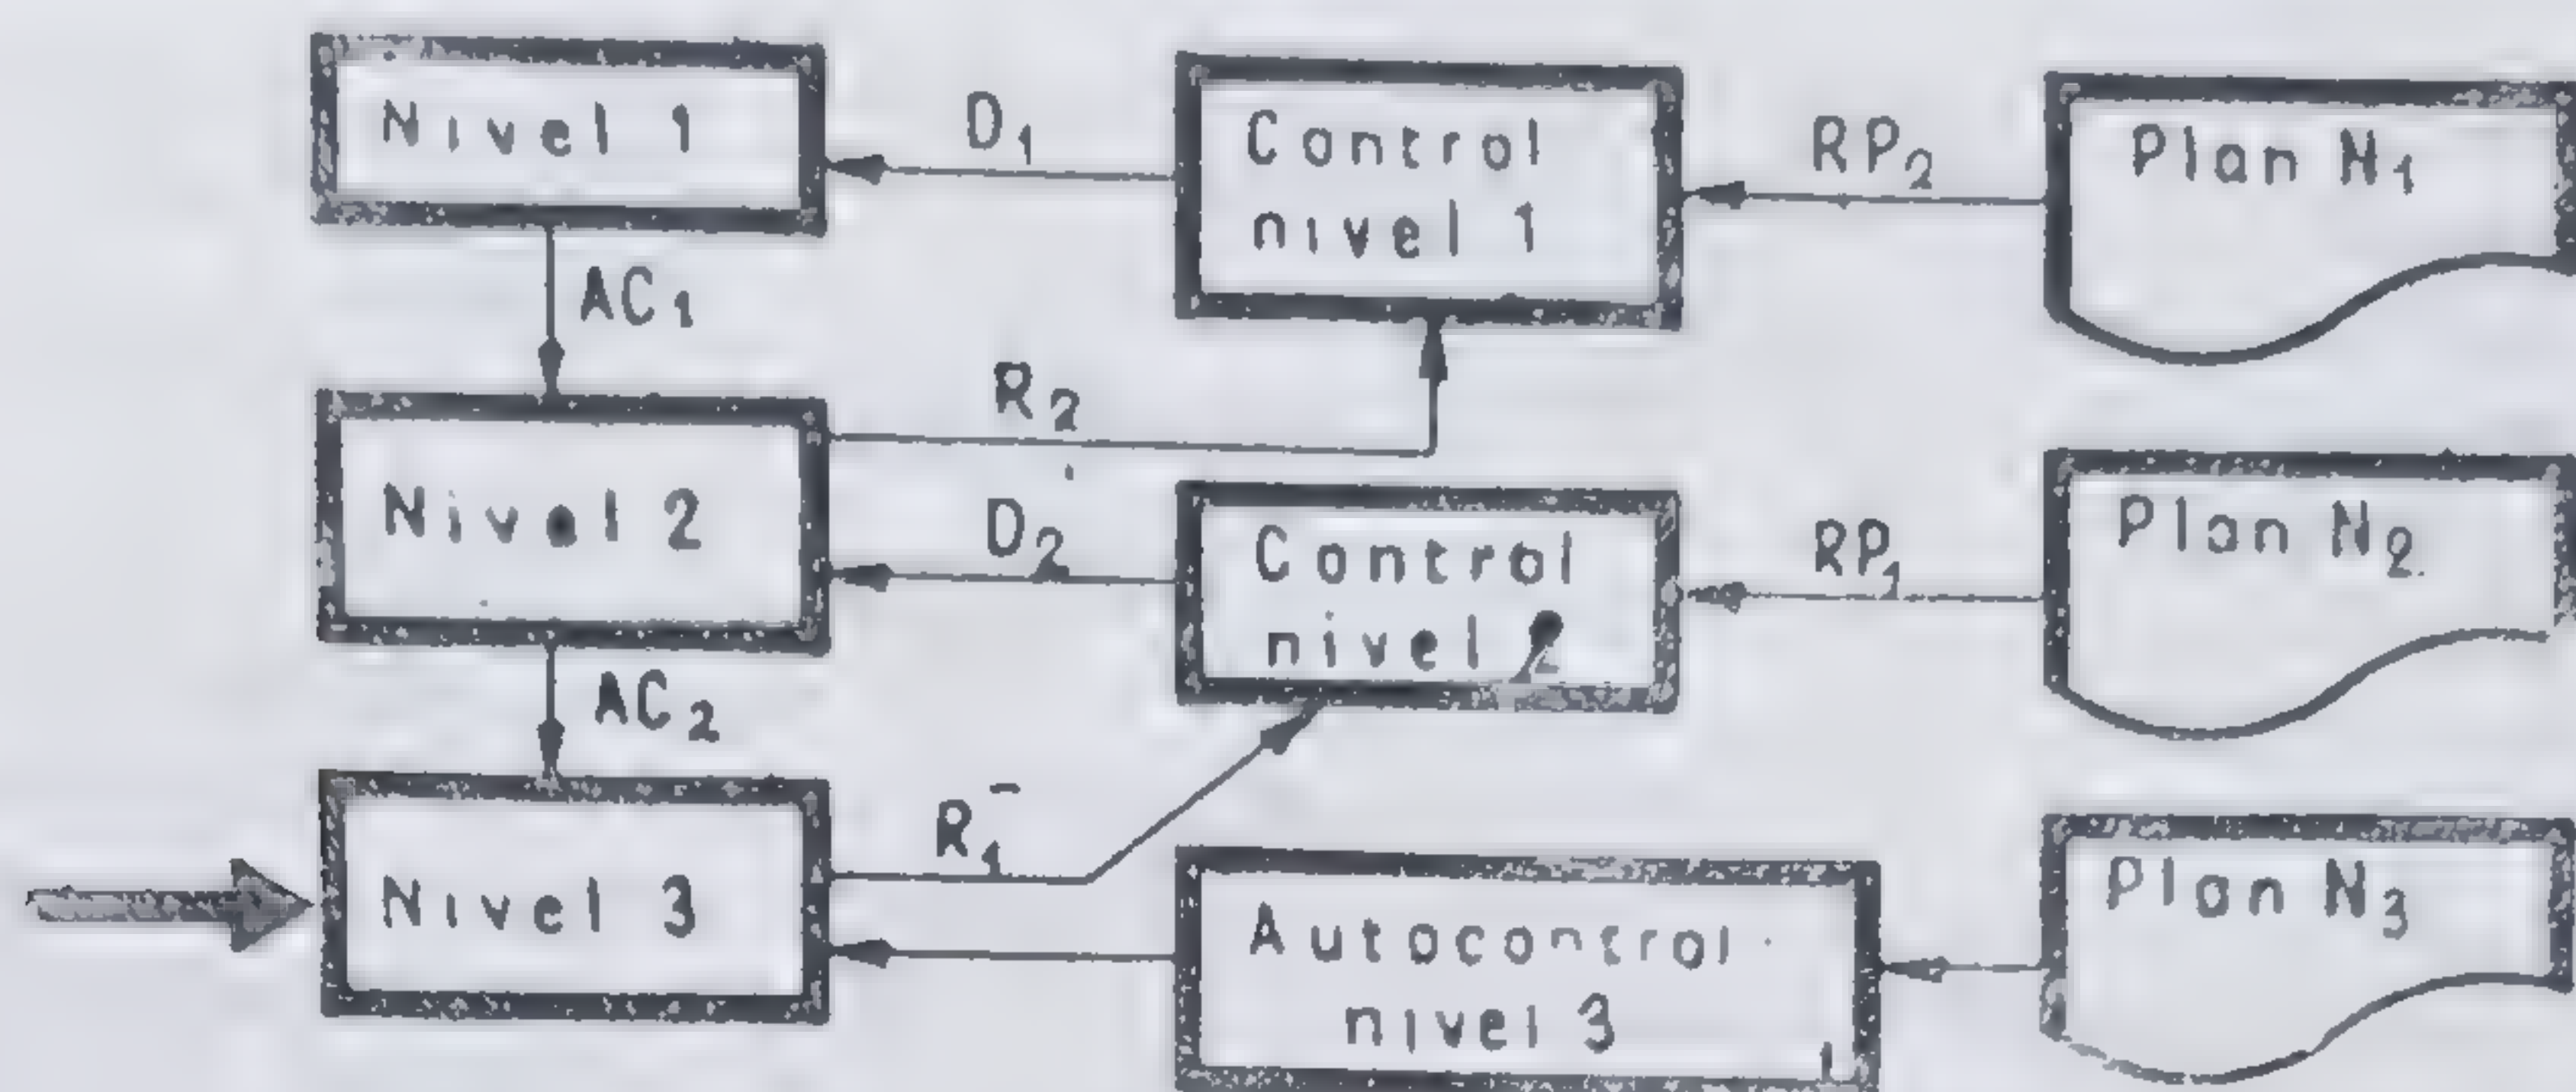 Nivel 1
D1
Control
nivel 1
RP2
Plan N1
AC1
R2
Nivel 2
D2
Control
nivel 2
RP1
Plan N2
AC2
R1
Nivel 3
Autocontrol
nivel 3
Plan N3